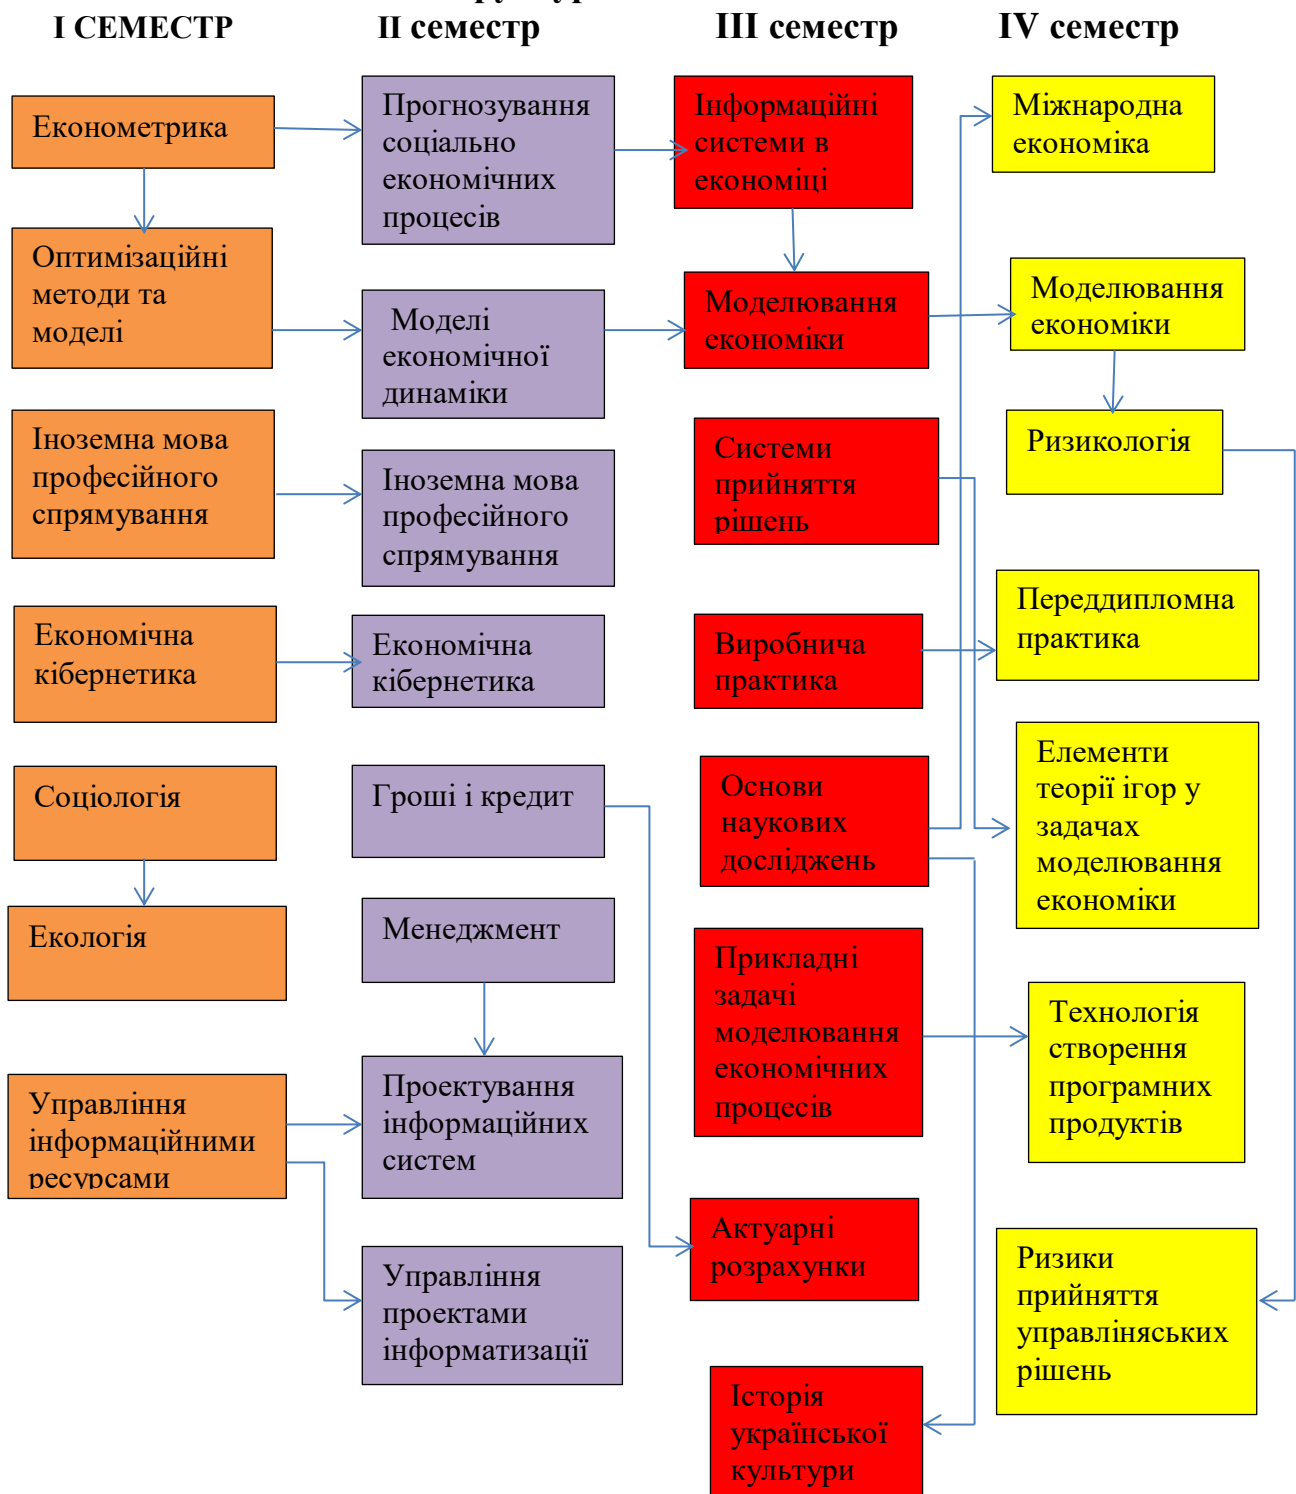 I СЕМЕСТР
II семестр
III семестр
IV семестр
Економетрика
Оптимізаційні
методи та
моделі
Іноземна мова
професійного
спрямування
Економічна
кібернетика
Соціологія
Екологія
Управління
інформаційними
ресурсами
Прогнозування
соціально
економічних
процесів
Моделі
економічної
динаміки
Іноземна мова
професійного
спрямування
Економічна
кібернетика
Гроші і кредит
Менеджмент
Проектування
інформаційних
систем
Управління
проектами
інформатизації
Інформаційні
системи в
економіці
Моделювання
економіки
Системи
прийняття
рішень
Виробнича
практика
Основи
наукових
досліджень
Прикладні
задачі
моделювання
економічних
процесів
Актуарні
розрахунки
Історія
української
культури
Міжнародна
економіка
Моделювання
економіки
Ризикологія
Переддипломна
практика
Елементи
теорії ігор у
задачах
моделювання
економіки
Технологія
створення
програмних
продуктів
Ризики
прийняття
управліняських
рішень